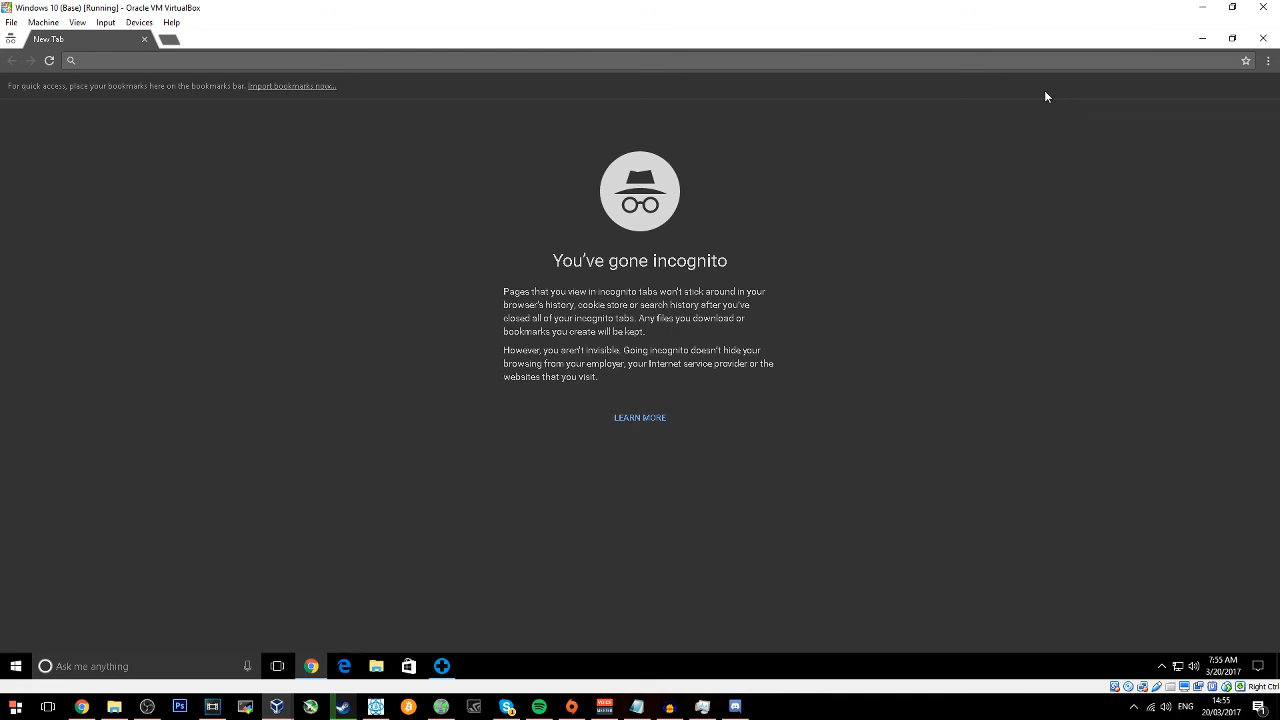 Windows 10 (Base) [Running] - Oracle VM VirtualBox
File Machine View Input Devices Help
New Tab
For quick access, place your bookmarks here on the bookmarks bar. Import bookmarks now...
You've gone incognito
Pages that you view in incognito tabs won't stick around in your
browser's history, cookie store or search history after you've
closed all of your incognito tabs. Any files you download or
bookmarks you create will be kept.
However, you aren't invisible. Going incognito doesn't hide your
browsing from your employer, your Internet service provider or the
websites that you visit.
LEARN MORE
Ask me anything
7:55 AM
3/20/2017
Right Ctrl
Ps
VOICE
MEETER
ENG
14:55
20/03/2017